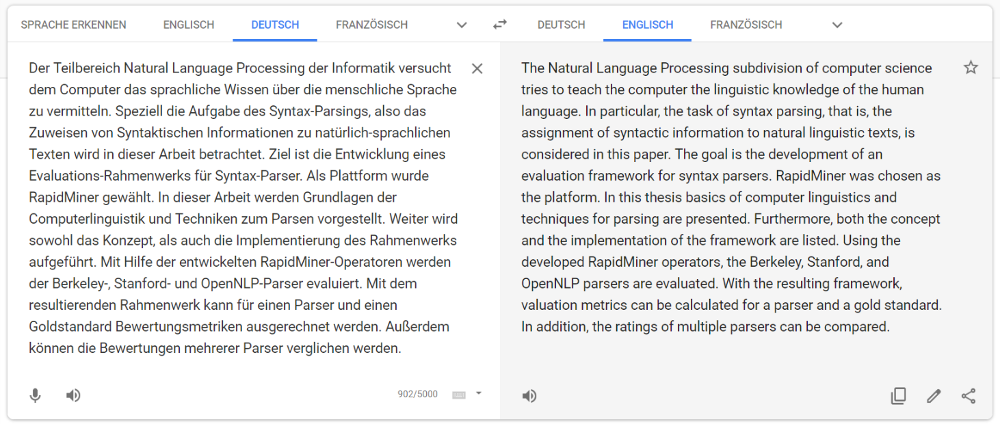 SPRACHE ERKENNEN ENGLISCH DEUTSCH FRANZÖSISCH
DEUTSCH ENGLISCH FRANZÖSISCH
Der Teilbereich Natural Language Processing der Informatik versucht
dem Computer das sprachliche Wissen über die menschliche Sprache
zu vermitteln. Speziell die Aufgabe des Syntax-Parsings, also das
Zuweisen von Syntaktischen Informationen zu natürlich-sprachlichen
Texten wird in dieser Arbeit betrachtet. Ziel ist die Entwicklung eines
Evaluations-Rahmenwerks für Syntax-Parser. Als Plattform wurde
RapidMiner gewählt. In dieser Arbeit werden Grundlagen der
Computerlinguistik und Techniken zum Parsen vorgestellt. Weiter wird
sowohl das Konzept, als auch die Implementierung des Rahmenwerks
aufgeführt. Mit Hilfe der entwickelten RapidMiner-Operatoren werden
der Berkeley-, Stanford- und OpenNLP-Parser evaluiert. Mit dem
resultierenden Rahmenwerk kann für einen Parser und einen
Goldstandard Bewertungsmetriken ausgerechnet werden. Außerdem
können die Bewertungen mehrerer Parser verglichen werden.
902/5000
The Natural Language Processing subdivision of computer science
tries to teach the computer the linguistic knowledge of the human
language. In particular, the task of syntax parsing, that is, the
assignment of syntactic information to natural linguistic texts, is
considered in this paper. The goal is the development of an
evaluation framework for syntax parsers. RapidMiner was chosen as
the platform. In this thesis basics of computer linguistics and
techniques for parsing are presented. Furthermore, both the concept
and the implementation of the framework are listed. Using the
developed RapidMiner operators, the Berkeley, Stanford, and
OpenNLP parsers are evaluated. With the resulting framework,
valuation metrics can be calculated for a parser and a gold standard.
In addition, the ratings of multiple parsers can be compared.